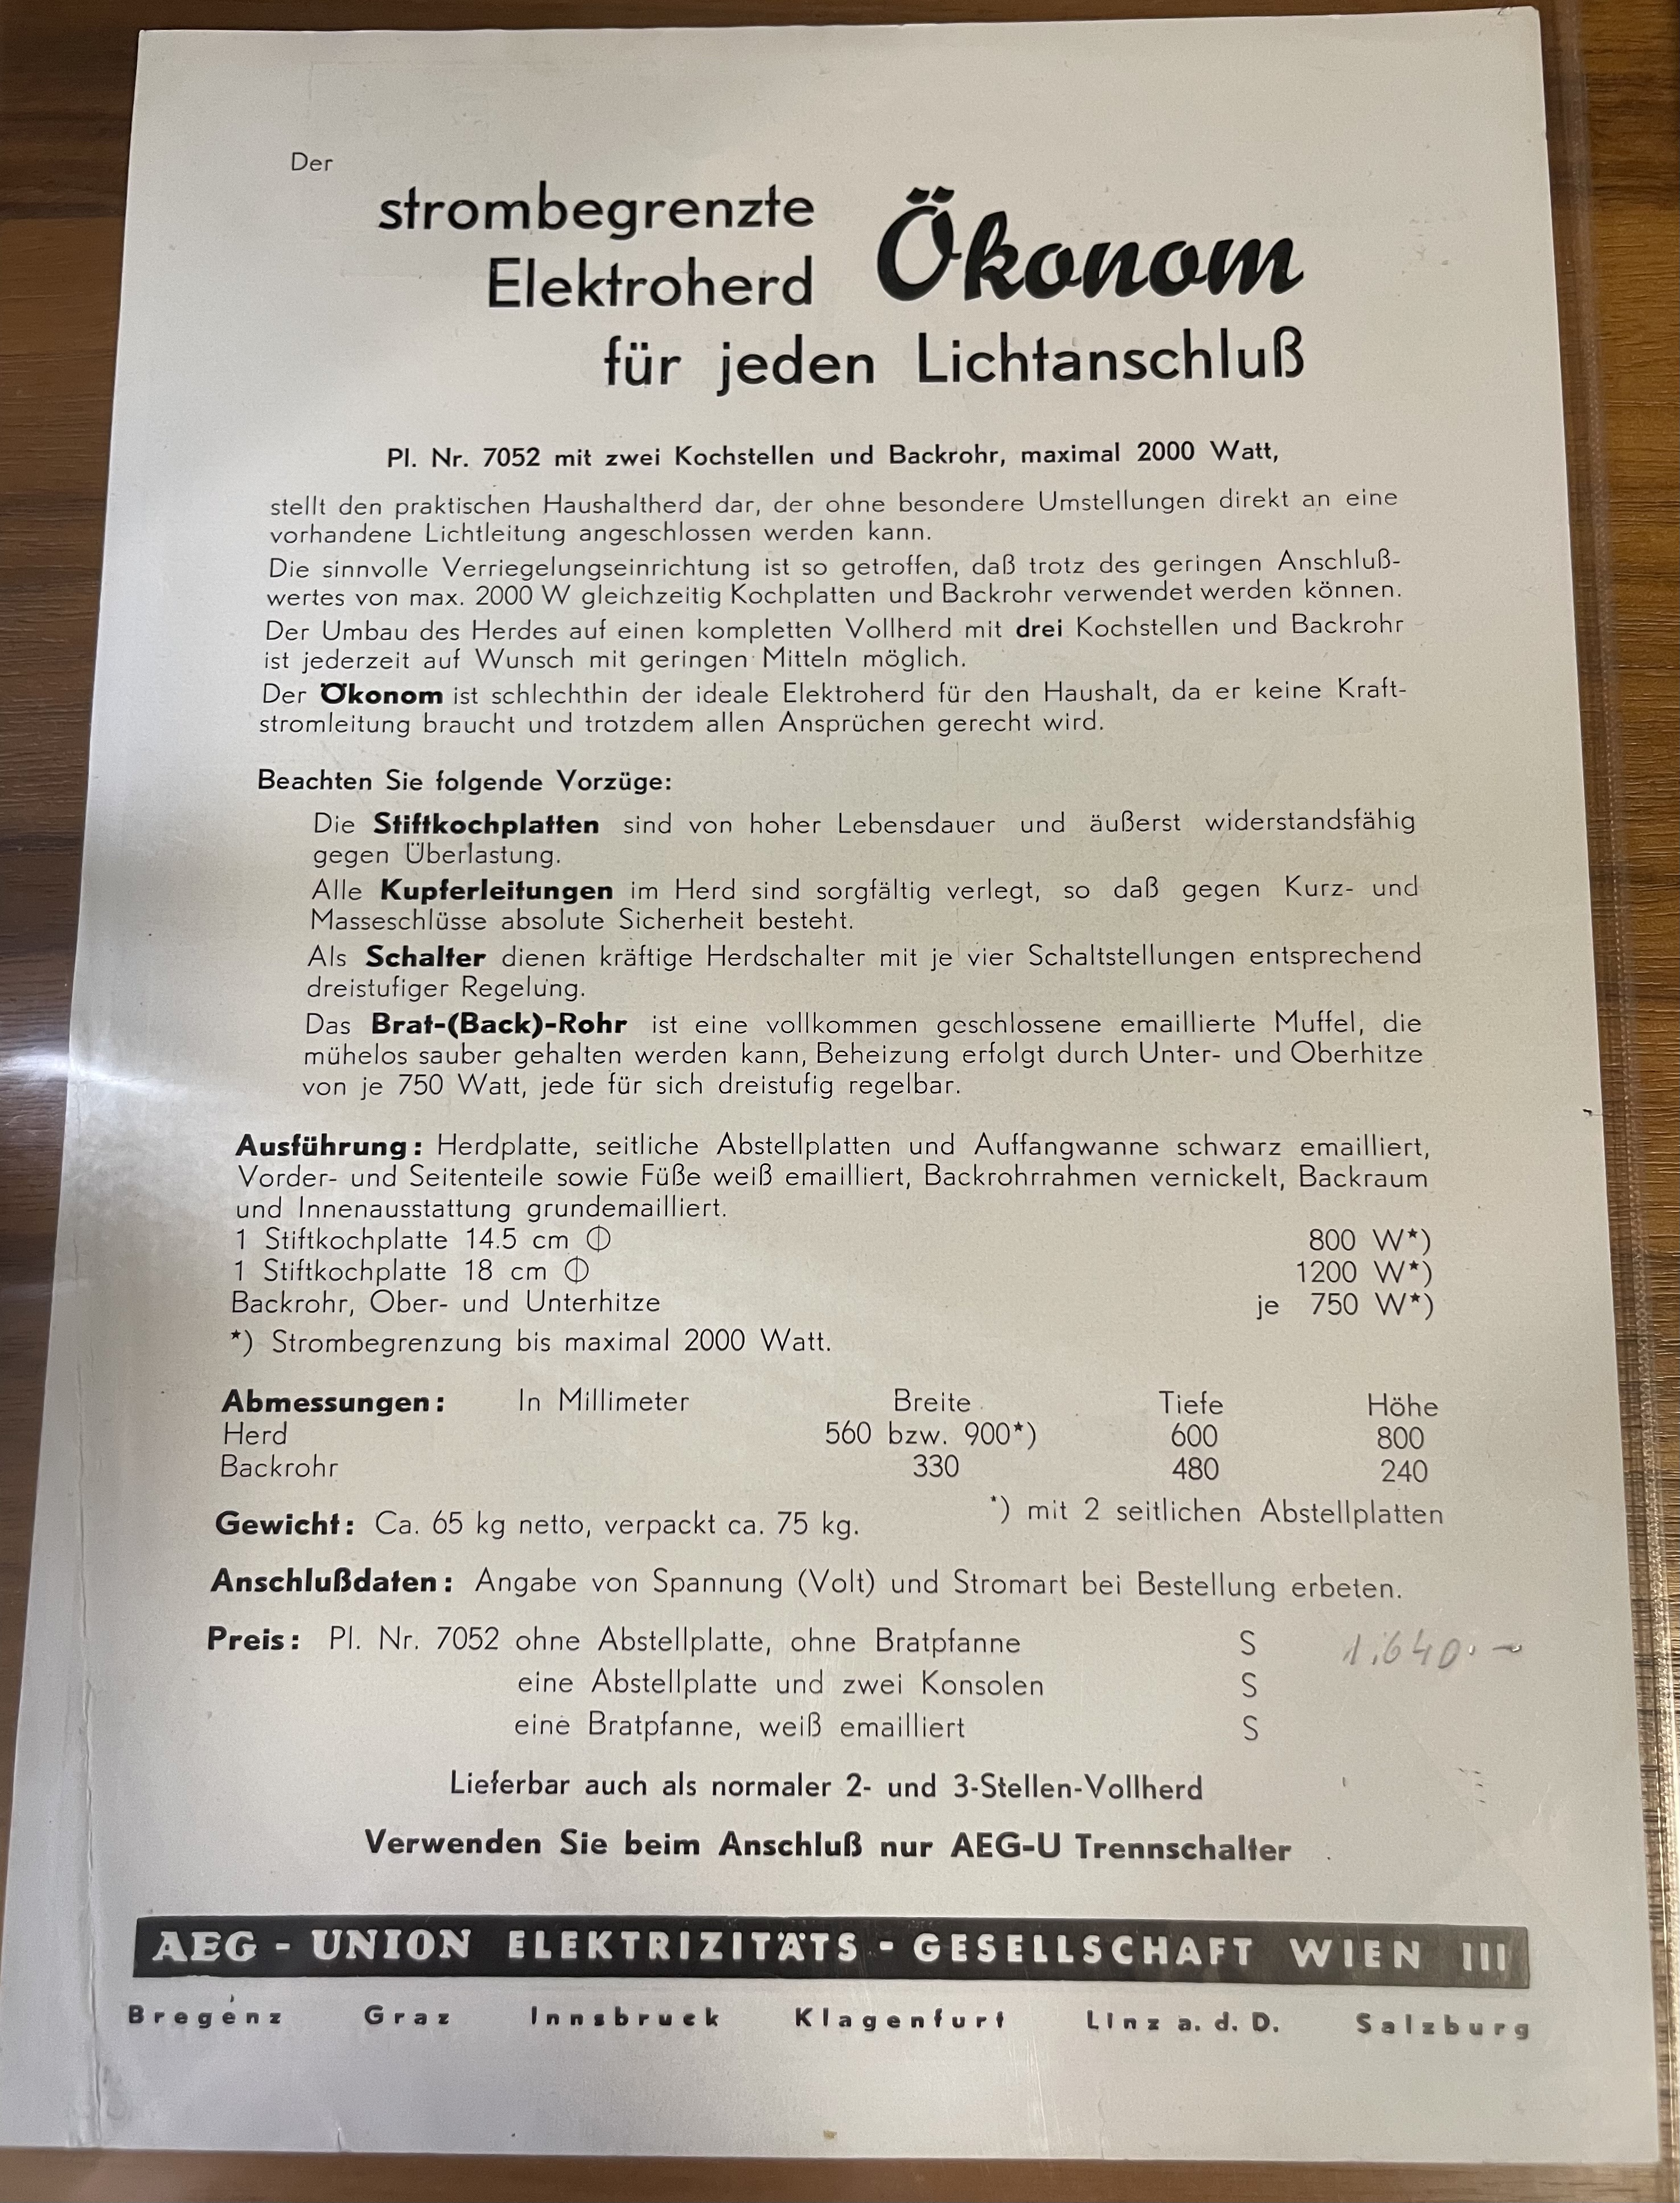 Der
strombegrenzte
Elektroherd Ökonom
für jeden Lichtanschluß
Pl. Nr. 7052 mit zwei Kochstellen und Backrohr, maximal 2000 Watt,
stellt den praktischen Haushaltherd dar, der ohne besondere Umstellungen direkt an eine
vorhandene Lichtleitung angeschlossen werden kann.
Die sinnvolle Verriegelungseinrichtung ist so getroffen, daß trotz des geringen Anschluß-
wertes von max. 2000 W gleichzeitig Kochplatten und Backrohr verwendet werden können.
Der Umbau des Herdes auf einen kompletten Vollherd mit drei Kochstellen und Backrohr
ist jederzeit auf Wunsch mit geringen Mitteln möglich.
Der Ökonom ist schlechthin der ideale Elektroherd für den Haushalt, da er keine Kraft-
stromleitung braucht und trotzdem allen Ansprüchen gerecht wird.
Beachten Sie folgende Vorzüge:
Die Stiftkochplatten sind von hoher Lebensdauer und äußerst widerstandsfähig
gegen Überlastung.
Alle Kupferleitungen im Herd sind sorgfältig verlegt, so daß gegen Kurz- und
Masseschlüsse absolute Sicherheit besteht.
Als Schalter dienen kräftige Herdschalter mit je vier Schaltstellungen entsprechend
dreistufiger Regelung.
Das Brat-(Back)-Rohr ist eine vollkommen geschlossene emaillierte Muffel, die
mühelos sauber gehalten werden kann, Beheizung erfolgt durch Unter- und Oberhitze
von je 750 Watt, jede für sich dreistufig regelbar.
Ausführung: Herdplatte, seitliche Abstellplatten und Auffangwanne schwarz emailliert,
Vorder- und Seitenteile sowie Füße weiß emailliert, Backrohrrahmen vernickelt, Backraum
und Innenausstattung grundemailliert.
1 Stiftkochplatte 14.5 cm ⌀ 800 W*)
1 Stiftkochplatte 18 cm ⌀ 1200 W*)
Backrohr, Ober- und Unterhitze je 750 W*)
*) Strombegrenzung bis maximal 2000 Watt.
Abmessungen: In Millimeter Breite Tiefe Höhe
Herd 560 bzw. 900*) 600 800
Backrohr 330 480 240
*) mit 2 seitlichen Abstellplatten
Gewicht: Ca. 65 kg netto, verpackt ca. 75 kg.
Anschlußdaten: Angabe von Spannung (Volt) und Stromart bei Bestellung erbeten.
Preis: Pl. Nr. 7052 ohne Abstellplatte, ohne Bratpfanne S 1.640.-
eine Abstellplatte und zwei Konsolen S
eine Bratpfanne, weiß emailliert S
Lieferbar auch als normaler 2- und 3-Stellen-Vollherd
Verwenden Sie beim Anschluß nur AEG-U Trennschalter
AEG - UNION ELEKTRIZITÄTS - GESELLSCHAFT WIEN III
Bregenz Graz Innsbruck Klagenfurt Linz a. d. D. Salzburg